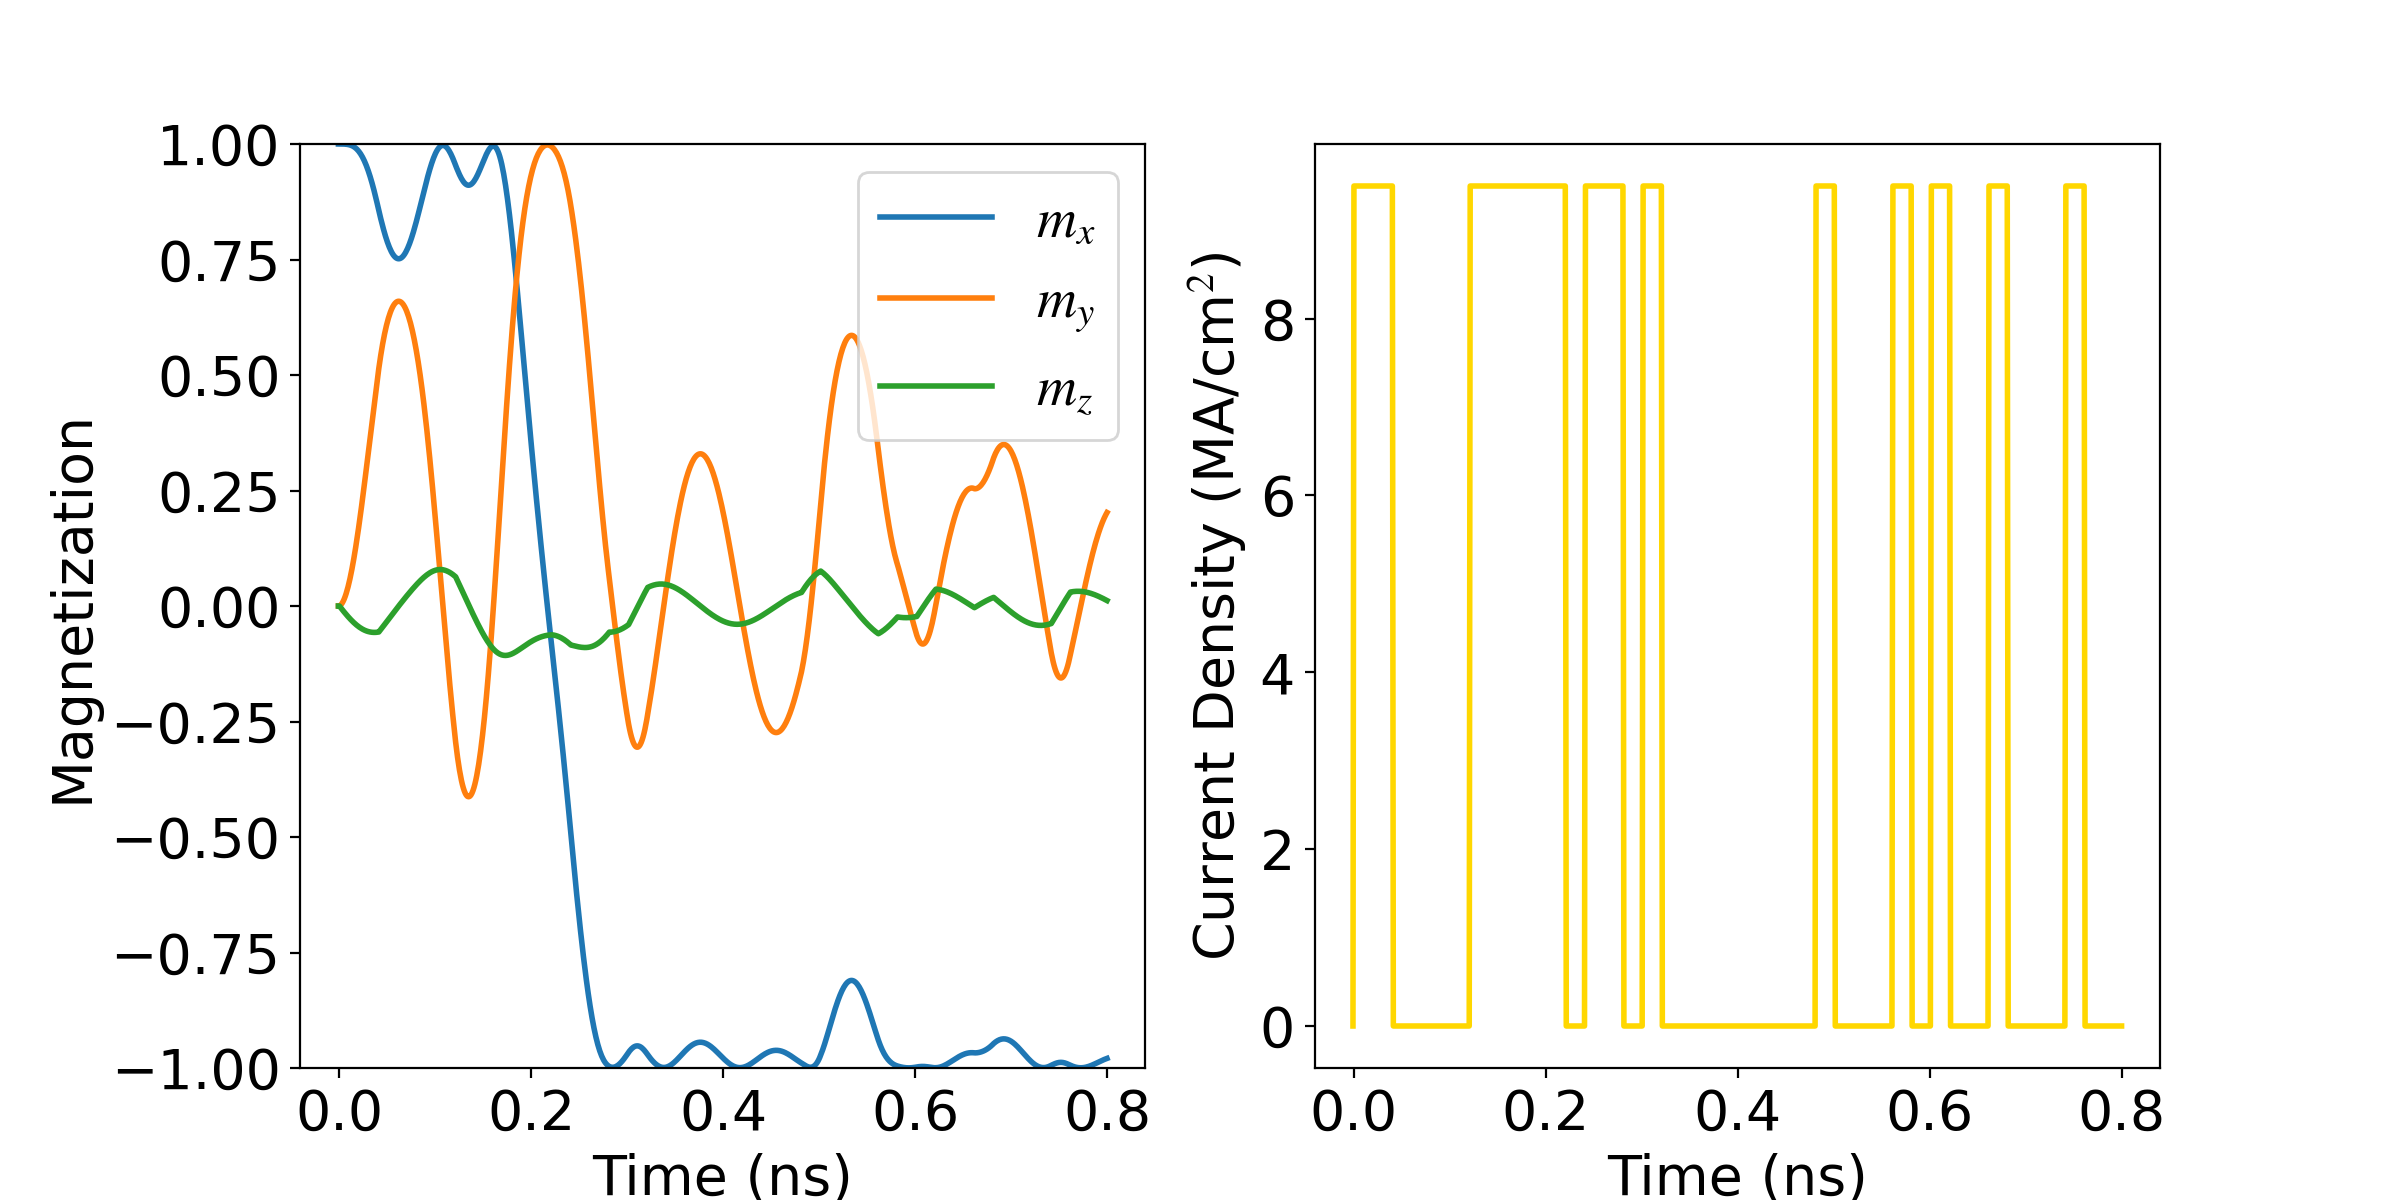 1.00
0.75
0.50
0.25
0.00
−0.25
−0.50
−0.75
−1.00
Magnetization
0.0 0.2 0.4 0.6 0.8
Time (ns)
m_x
m_y
m_z
8
6
4
2
0
Current Density (MA/cm²)
0.0 0.2 0.4 0.6 0.8
Time (ns)